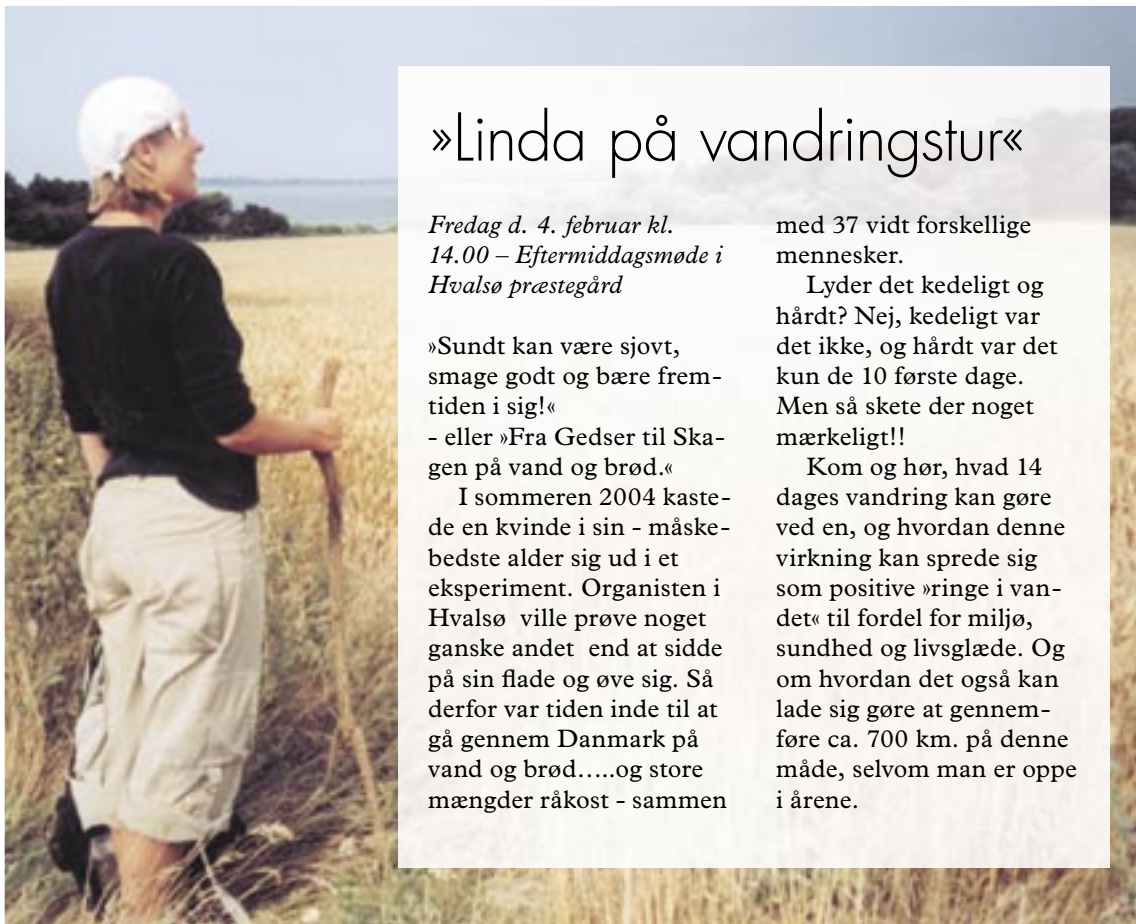 »Linda på vandringstur«
Fredag d. 4. februar kl.
14.00 – Eftermiddagsmøde i
Hvalsø præstegård
»Sundt kan være sjovt,
smage godt og bære frem-
tiden i sig!«
- eller »Fra Gedser til Ska-
gen på vand og brød.«
I sommeren 2004 kaste-
de en kvinde i sin - måske-
bedste alder sig ud i et
eksperiment. Organisten i
Hvalsø  ville prøve noget
ganske andet  end at sidde
på sin flade og øve sig. Så
derfor var tiden inde til at
gå gennem Danmark på
vand og brød…..og store
mængder råkost - sammen
med 37 vidt forskellige
mennesker.
Lyder det kedeligt og
hårdt? Nej, kedeligt var
det ikke, og hårdt var det
kun de 10 første dage.
Men så skete der noget
mærkeligt!!
Kom og hør, hvad 14
dages vandring kan gøre
ved en, og hvordan denne
virkning kan sprede sig
som positive »ringe i van-
det« til fordel for miljø,
sundhed og livsglæde. Og
om hvordan det også kan
lade sig gøre at gennem-
føre ca. 700 km. på denne
måde, selvom man er oppe
i årene.